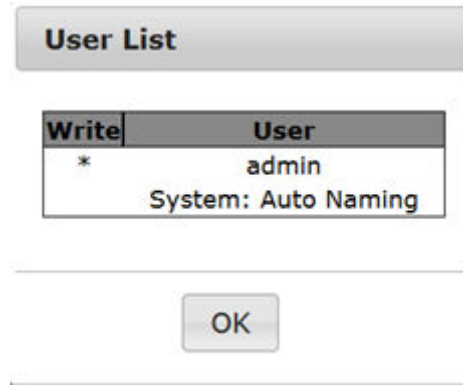 User List
Write User
* admin
System: Auto Naming
OK